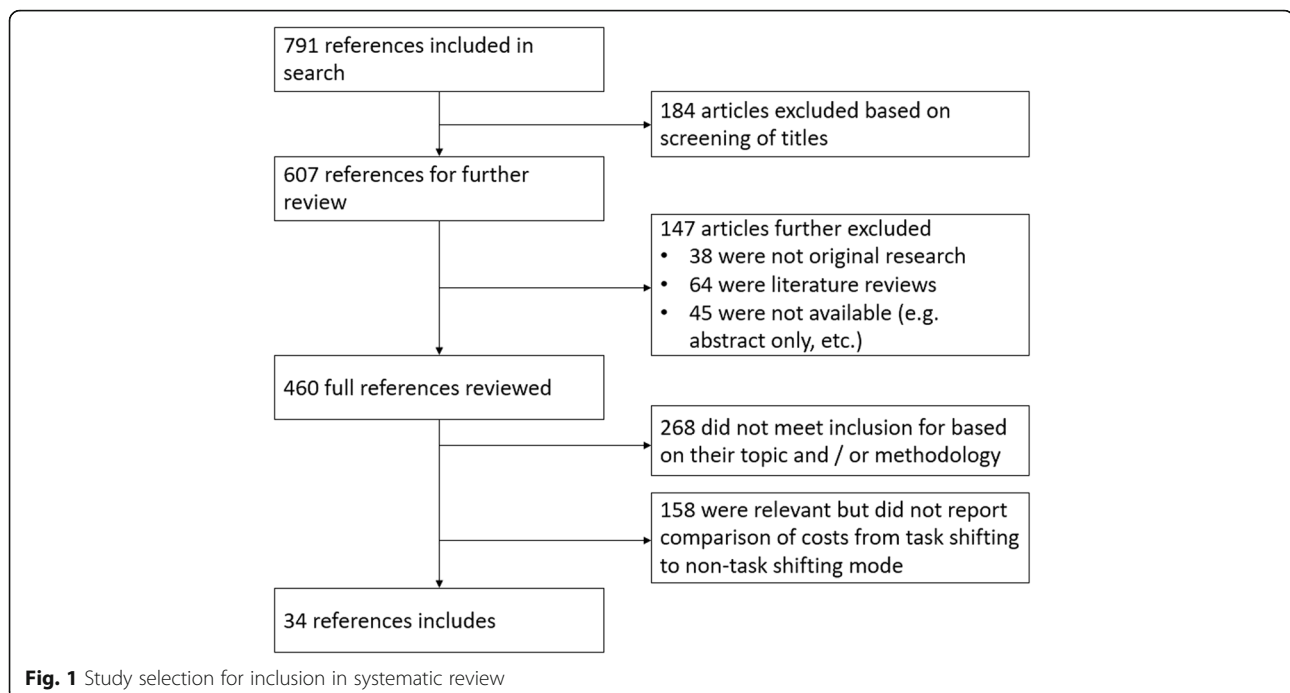 791 references included in
search
184 articles excluded based on
screening of titles
607 references for further
review
147 articles further excluded
• 38 were not original research
• 64 were literature reviews
• 45 were not available (e.g.
abstract only, etc.)
460 full references reviewed
268 did not meet inclusion for based
on their topic and / or methodology
158 were relevant but did not report
comparison of costs from task shifting
to non-task shifting mode
34 references includes
Fig. 1 Study selection for inclusion in systematic review